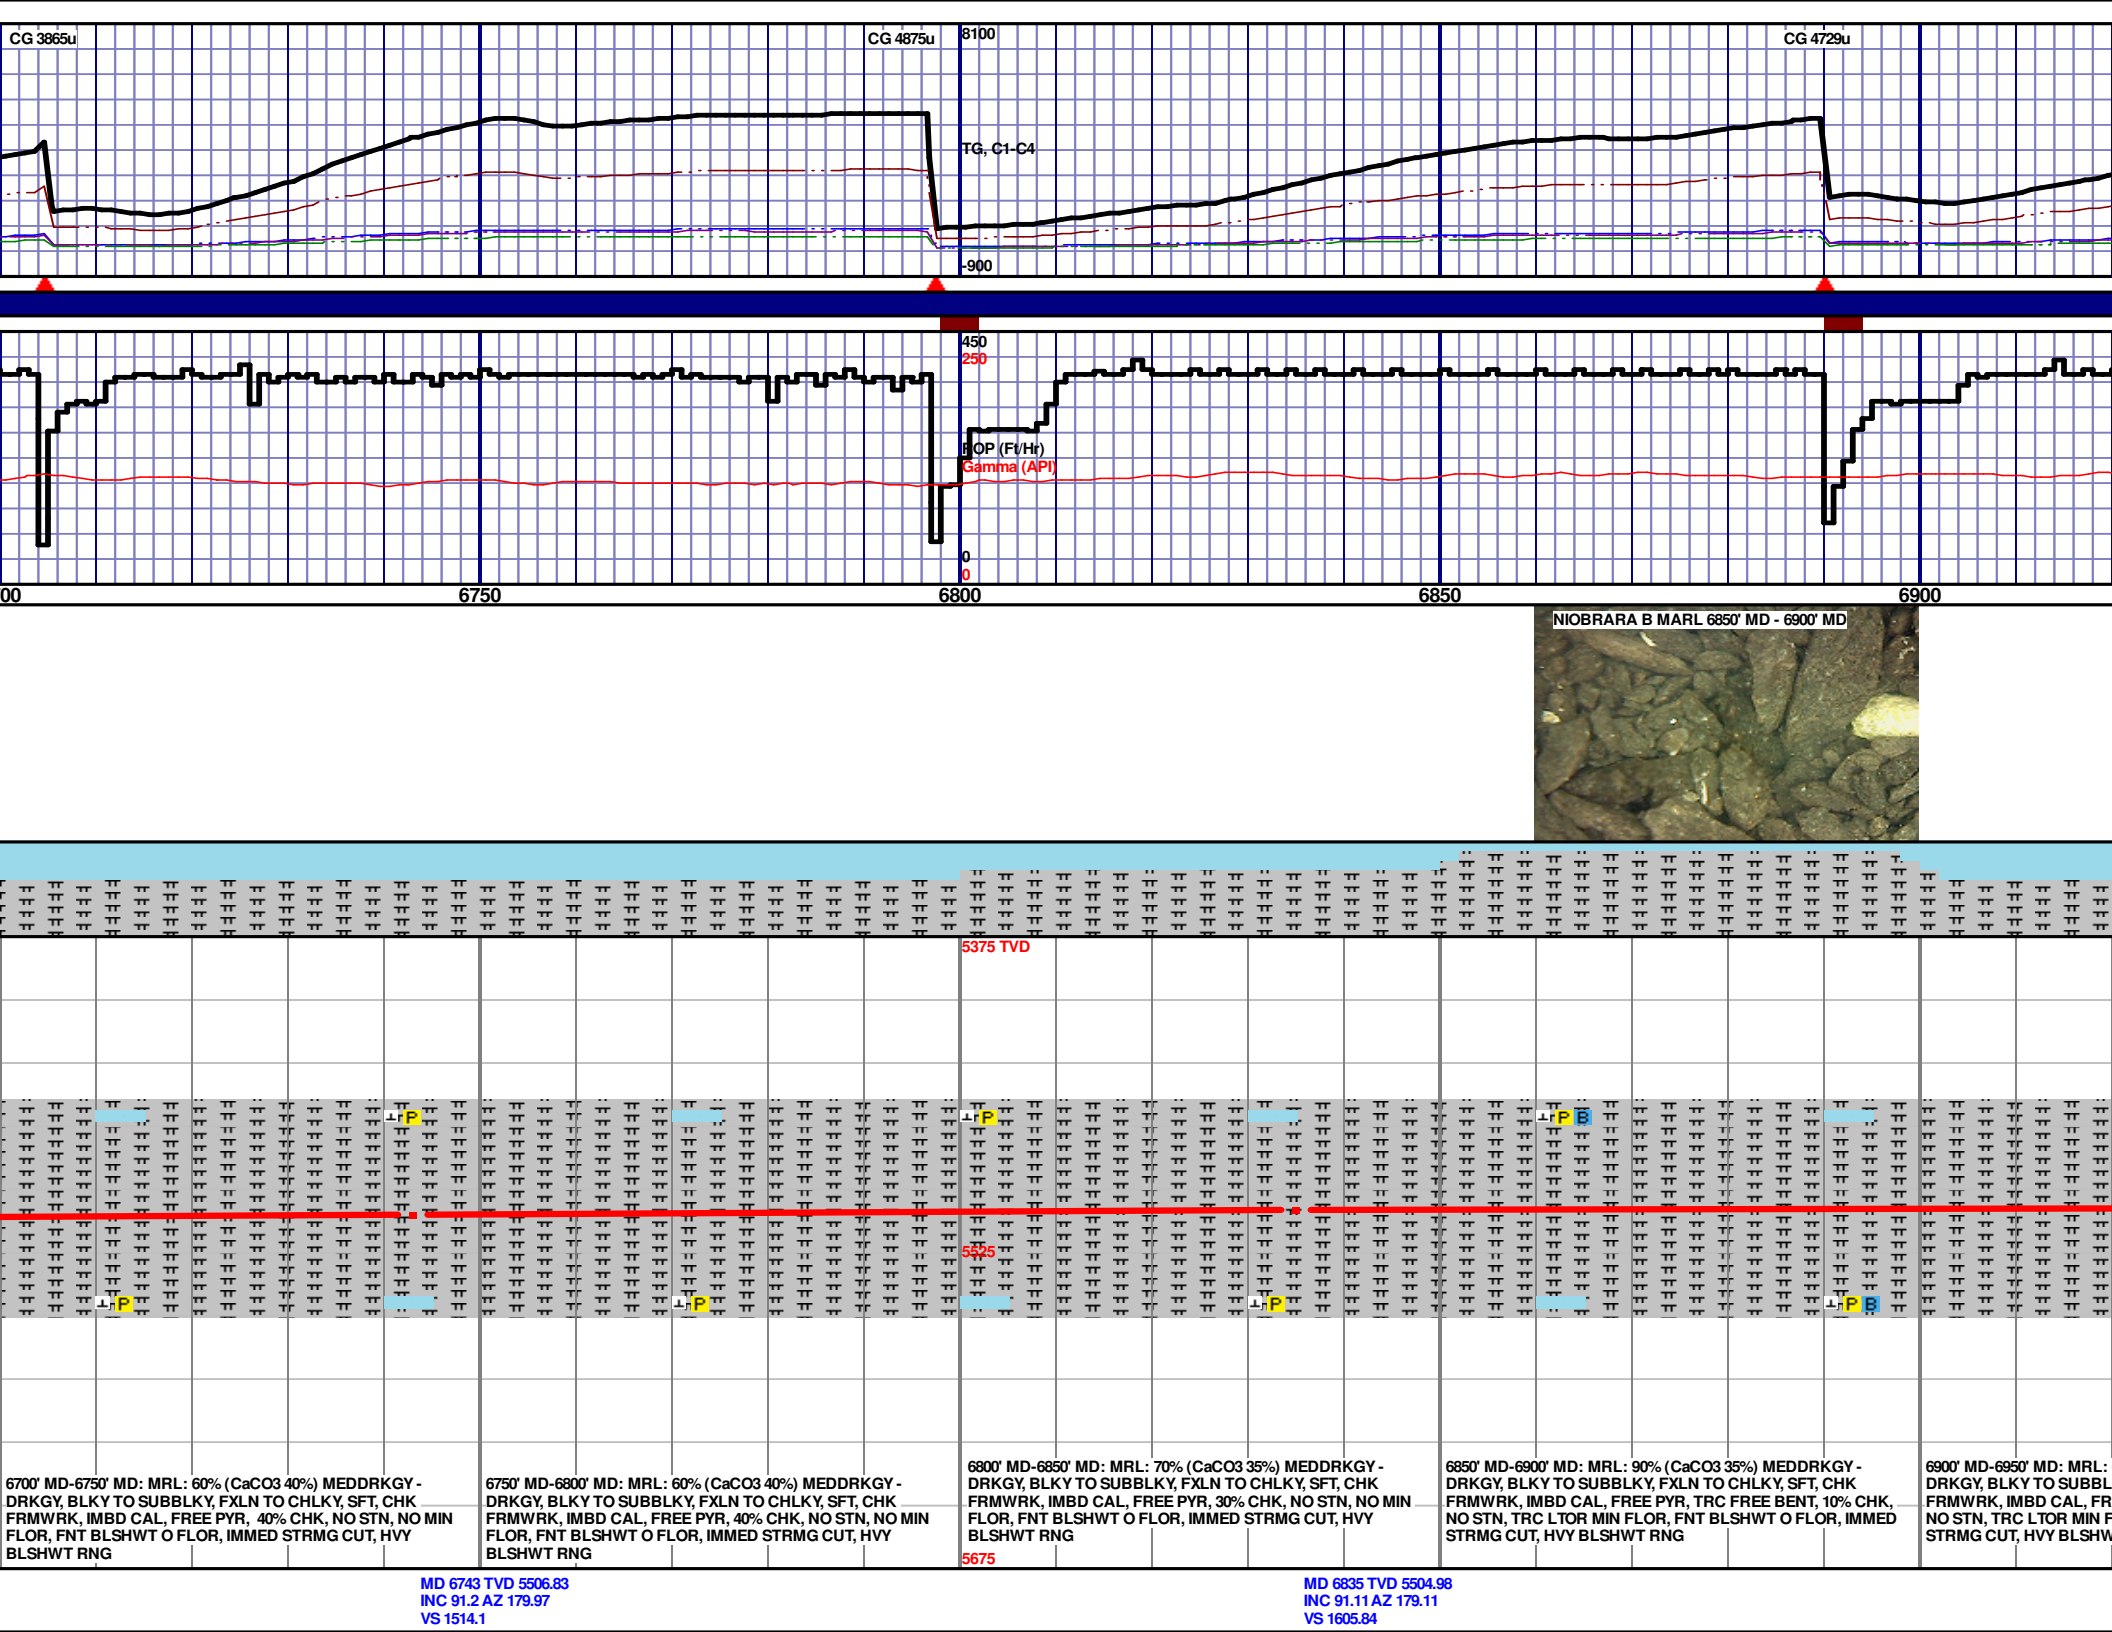 CG 3865u
CG 4875u
8100
CG 4729u
TG, C1-C4
-900
450
250
ROP (Ft/Hr)
Gamma (API)
0
0
00
6750
6800
6850
6900
NIOBRARA B MARL 6850' MD - 6900' MD
5375 TVD
P
P
P B
5525
P
P
P
P B
6700' MD-6750' MD: MRL: 60% (CaCO3 40%) MEDDRKGY -
DRKGY, BLKY TO SUBBLKY, FXLN TO CHLKY, SFT, CHK
FRMWRK, IMBD CAL, FREE PYR, 40% CHK, NO STN, NO MIN
FLOR, FNT BLSHWT O FLOR, IMMED STRMG CUT, HVY
BLSHWT RNG
6750' MD-6800' MD: MRL: 60% (CaCO3 40%) MEDDRKGY -
DRKGY, BLKY TO SUBBLKY, FXLN TO CHLKY, SFT, CHK
FRMWRK, IMBD CAL, FREE PYR, 40% CHK, NO STN, NO MIN
FLOR, FNT BLSHWT O FLOR, IMMED STRMG CUT, HVY
BLSHWT RNG
6800' MD-6850' MD: MRL: 70% (CaCO3 35%) MEDDRKGY -
DRKGY, BLKY TO SUBBLKY, FXLN TO CHLKY, SFT, CHK
FRMWRK, IMBD CAL, FREE PYR, 30% CHK, NO STN, NO MIN
FLOR, FNT BLSHWT O FLOR, IMMED STRMG CUT, HVY
BLSHWT RNG
5675
6850' MD-6900' MD: MRL: 90% (CaCO3 35%) MEDDRKGY -
DRKGY, BLKY TO SUBBLKY, FXLN TO CHLKY, SFT, CHK
FRMWRK, IMBD CAL, FREE PYR, TRC FREE BENT, 10% CHK,
NO STN, TRC LTOR MIN FLOR, FNT BLSHWT O FLOR, IMMED
STRMG CUT, HVY BLSHWT RNG
6900' MD-6950' MD: MRL:
DRKGY, BLKY TO SUBBL
FRMWRK, IMBD CAL, FR
NO STN, TRC LTOR MIN F
STRMG CUT, HVY BLSHW
MD 6743 TVD 5506.83
INC 91.2 AZ 179.97
VS 1514.1
MD 6835 TVD 5504.98
INC 91.11 AZ 179.11
VS 1605.84